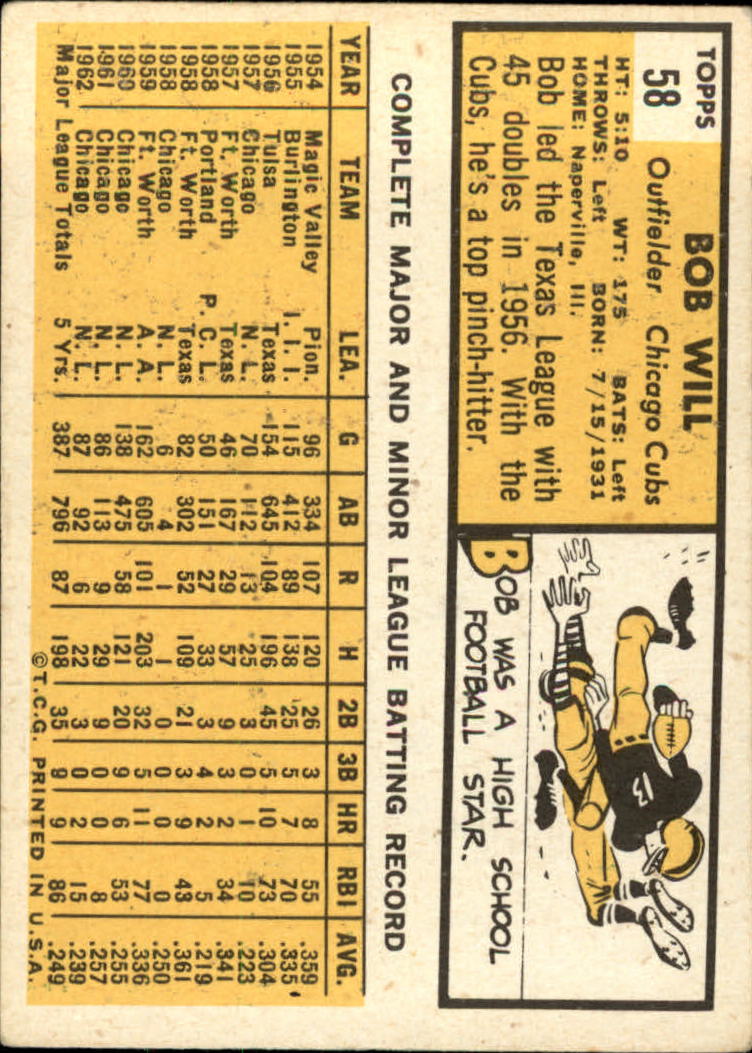 TOPPS
58
BOB WILL
Outfielder Chicago Cubs
HT: 5:10 WT: 175 BATS: Left
THROWS: Left BORN: 7/15/1931
HOME: Naperville, Ill.
Bob led the Texas League with
45 doubles in 1956. With the
Cubs, he's a top pinch-hitter.
13
BOB WAS A HIGH SCHOOL
FOOTBALL STAR.
COMPLETE MAJOR AND MINOR LEAGUE BATTING RECORD
YEAR TEAM LEA. G AB R H 2B 3B HR RBI AVG.
1954 Magic Valley Pion. 96 334 107 120 26 3 8 55 .359
1955 Burlington I. I. I. 115 412 89 138 25 5 7 70 .335
1956 Tulsa Texas 154 645 104 196 45 5 10 73 .304
1957 Chicago N. L. 70 112 13 25 3 0 1 10 .223
1957 Ft. Worth Texas 46 167 29 57 9 3 2 34 .341
1958 Portland P. C. L. 50 151 27 33 3 4 2 5 .219
1958 Ft. Worth Texas 82 302 52 109 21 3 9 43 .361
1958 Chicago N. L. 6 4 1 1 0 0 0 0 .250
1959 Ft. Worth A. A. 162 605 101 203 32 5 11 77 .336
1960 Chicago N. L. 138 475 58 121 20 9 6 53 .255
1961 Chicago N. L. 86 113 9 29 9 0 0 8 .257
1962 Chicago N. L. 87 92 6 22 3 0 2 15 .239
Major League Totals 5 Yrs. 387 796 87 198 35 9 9 86 .249
©T.C.G. PRINTED IN U.S.A.